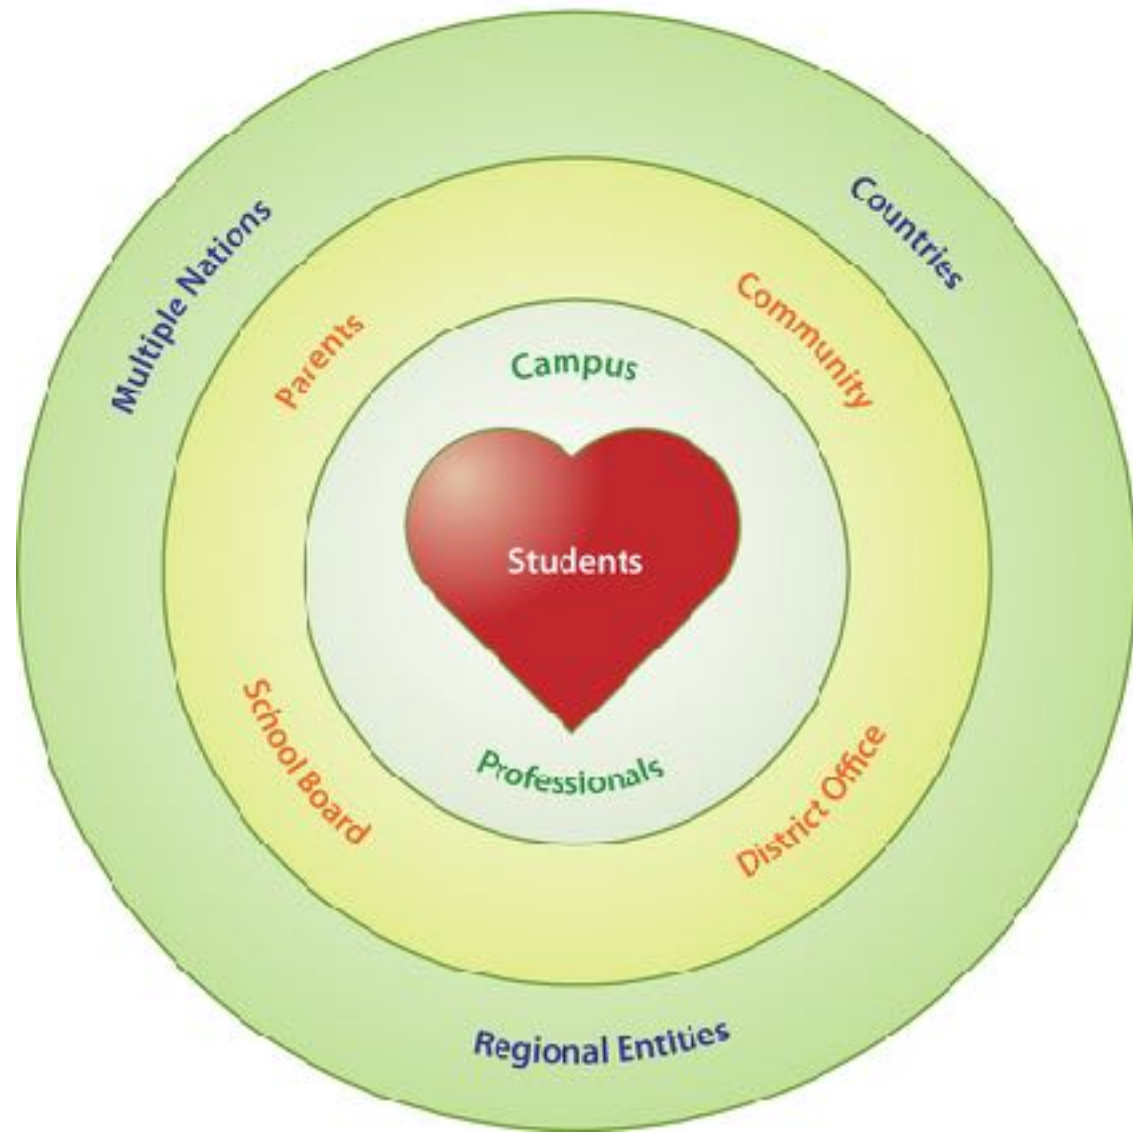 Countries
Multiple Nations
Community
Parents
Campus
Students
Professionals
School Board
District Office
Regional Entities